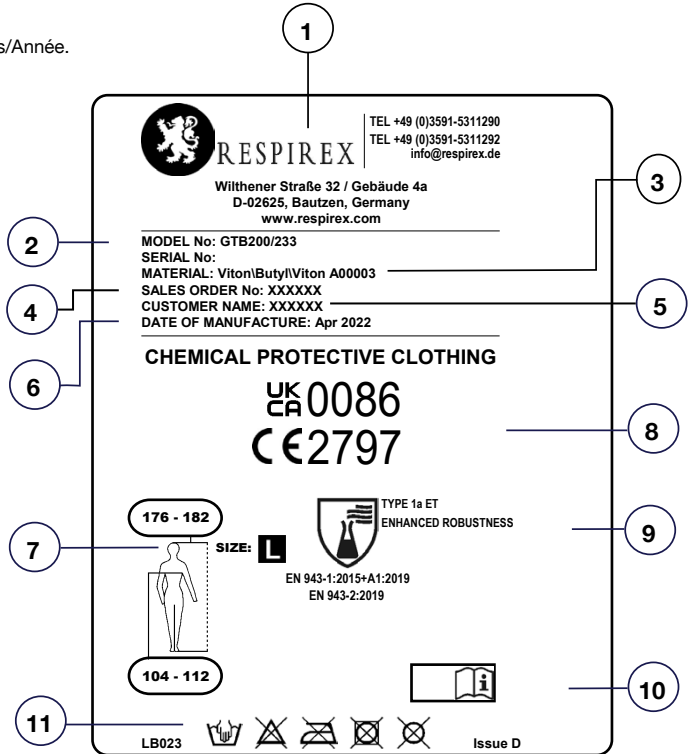 s/Année.
1
RESPIREX
TEL +49 (0)3591-5311290
TEL +49 (0)3591-5311292
info@respirex.de
Wilthener Straße 32 / Gebäude 4a
D-02625, Bautzen, Germany
www.respirex.com
3
2
MODEL No: GTB200/233
SERIAL No:
MATERIAL: Viton\Butyl\Viton A00003
4
SALES ORDER No: XXXXXX
CUSTOMER NAME: XXXXXX
5
DATE OF MANUFACTURE: Apr 2022
6
CHEMICAL PROTECTIVE CLOTHING
UK
CA 0086
CE 2797
8
176 - 182
SIZE: L
TYPE 1a ET
ENHANCED ROBUSTNESS
9
7
EN 943-1:2015+A1:2019
EN 943-2:2019
104 - 112
i
10
11
LB023
Issue D